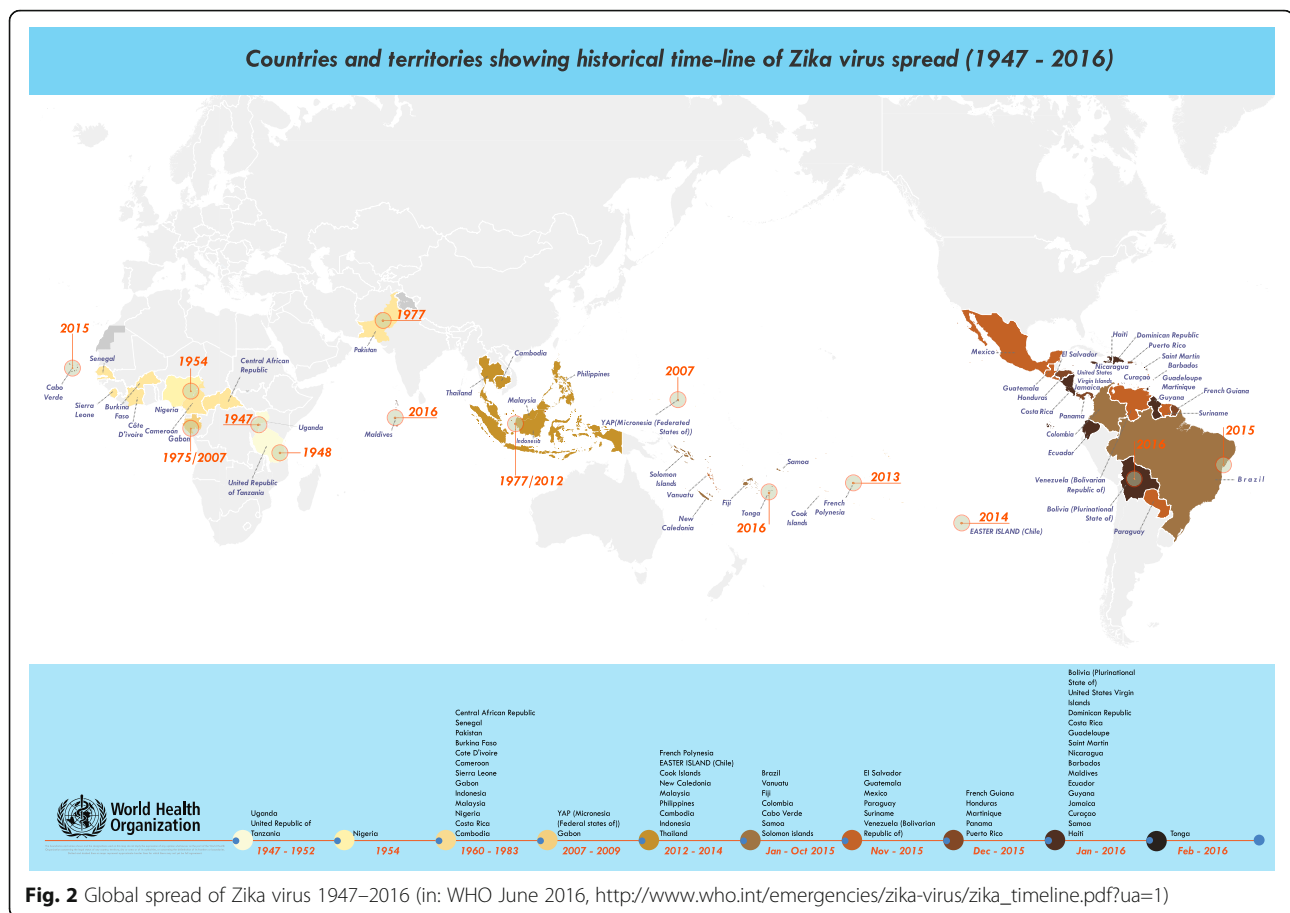 Countries and territories showing historical time-line of Zika virus spread (1947 - 2016)
2015
Cabo
Verde
Senegal
Sierra
Leone
Burkina
Faso
Côte
D'ivoire
1954
Nigeria
Cameroon
Gabon
1975/2007
Central African
Republic
1947
Uganda
1948
United Republic
of Tanzania
1977
Pakistan
2016
Maldives
Thailand
Cambodia
Philippines
Malaysia
Indonesia
1977/2012
2007
YAP(Micronesia (Federated
States of))
Solomon
Islands
Vanuatu
New
Caledonia
Fiji
Samoa
Tonga
2016
Cook
Islands
2013
French
Polynesia
2014
EASTER ISLAND (Chile)
Mexico
Guatemala
Honduras
El Salvador
Nicaragua
Costa Rica
Panama
Haiti
Dominican Republic
Puerto Rico
United States
Virgin Islands
Jamaica
Curaçao
Saint Martin
Barbados
Guadeloupe
Martinique
Guyana
French Guiana
Suriname
Colombia
Ecuador
Venezuela (Bolivarian
Republic of)
Bolivia (Plurinational
State of)
Paraguay
2016
2015
Brazil
World Health
Organization
Uganda
United Republic of
Tanzania
1947 - 1952
Nigeria
1954
Central African Republic
Senegal
Pakistan
Burkina Faso
Cote D'ivoire
Cameroon
Sierra Leone
Gabon
Indonesia
Malaysia
Nigeria
Costa Rica
Cambodia
1960 - 1983
YAP (Micronesia
(Federal states of))
Gabon
2007 - 2009
French Polynesia
EASTER ISLAND (Chile)
Cook Islands
New Caledonia
Malaysia
Philippines
Cambodia
Indonesia
Thailand
2012 - 2014
Brazil
Vanuatu
Fiji
Colombia
Cabo Verde
Samoa
Solomon islands
Jan - Oct 2015
El Salvador
Guatemala
Mexico
Paraguay
Suriname
Venezuela (Bolivarian
Republic of)
Nov - 2015
French Guiana
Honduras
Martinique
Panama
Puerto Rico
Dec - 2015
Bolivia (Plurinational
State of)
United States Virgin
Islands
Dominican Republic
Costa Rica
Guadeloupe
Saint Martin
Nicaragua
Barbados
Maldives
Ecuador
Guyana
Jamaica
Curaçao
Samoa
Haiti
Jan - 2016
Tonga
Feb - 2016
Fig. 2 Global spread of Zika virus 1947–2016 (in: WHO June 2016, http://www.who.int/emergencies/zika-virus/zika_timeline.pdf?ua=1)